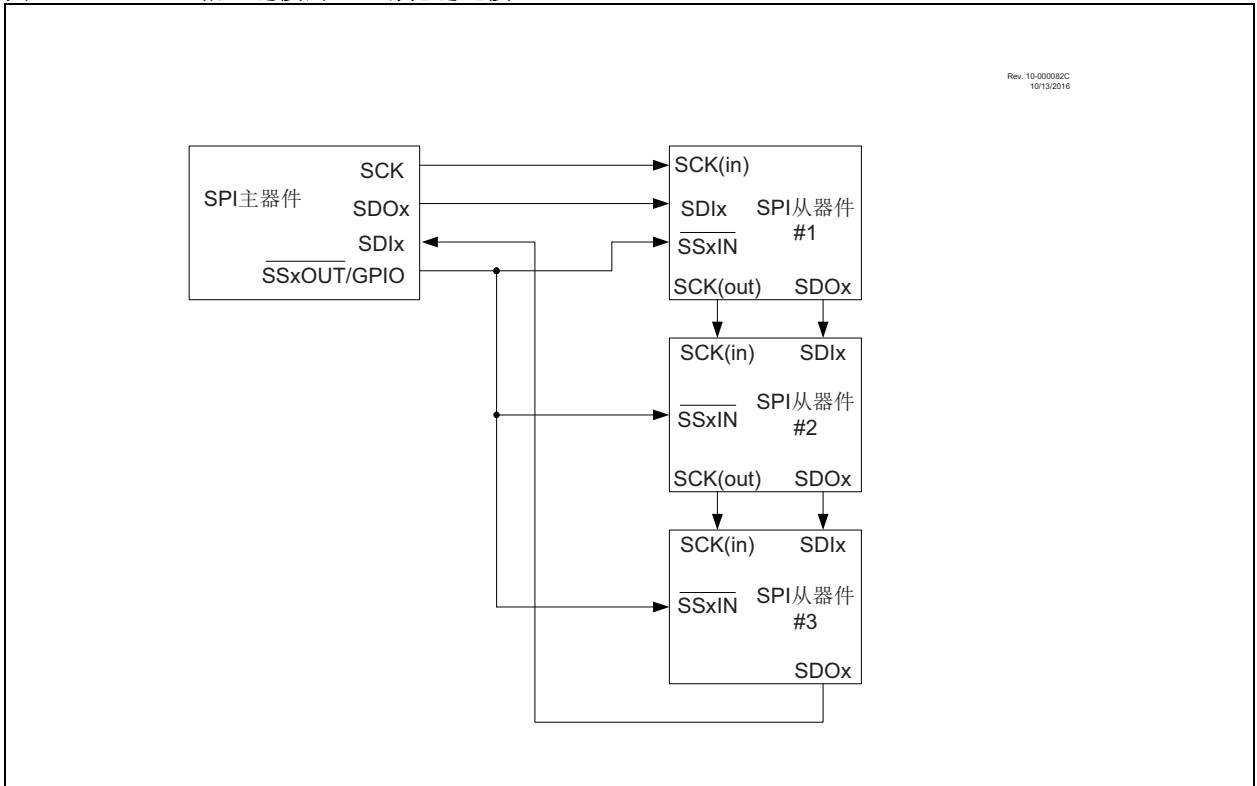 Rev. 10-000082C
10/13/2016
SPI主器件
SCK
SDOx
SDIx
SSxOUT/GPIO
SCK(in)
SDIx
SSxIN
SPI从器件
#1
SCK(out) SDOx
SCK(in) SDIx
SSxIN
SPI从器件
#2
SCK(out) SDOx
SCK(in) SDIx
SSxIN
SPI从器件
#3
SDOx